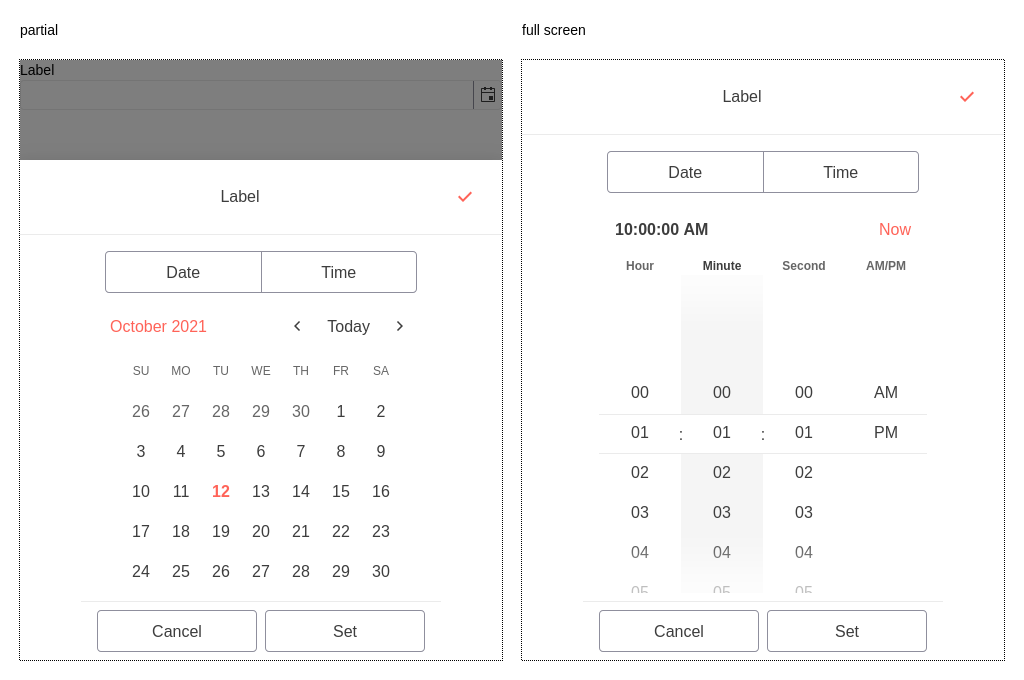 partial
Label
Label
Date Time
October 2021 Today
SU MO TU WE TH FR SA
26 27 28 29 30 1 2
3 4 5 6 7 8 9
10 11 12 13 14 15 16
17 18 19 20 21 22 23
24 25 26 27 28 29 30
Cancel Set
full screen
Label
Date Time
10:00:00 AM Now
Hour Minute Second AM/PM
00 00 00 AM
01 : 01 : 01 PM
02 02 02
03 03 03
04 04 04
05 05 05
Cancel Set